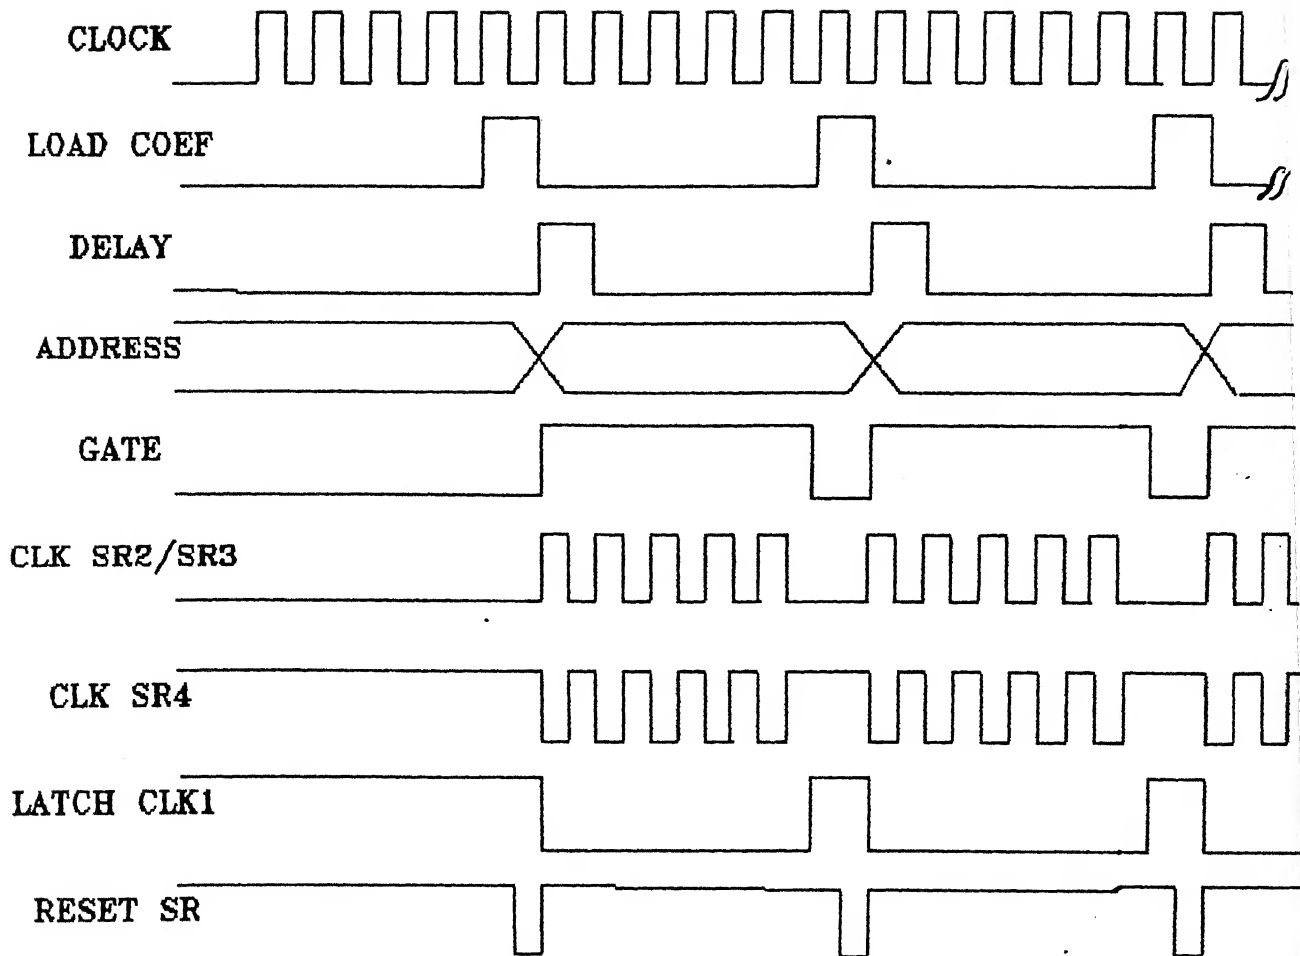 CLOCK
LOAD COEF
DELAY
ADDRESS
GATE
CLK SR2/SR3
CLK SR4
LATCH CLK1
RESET SR